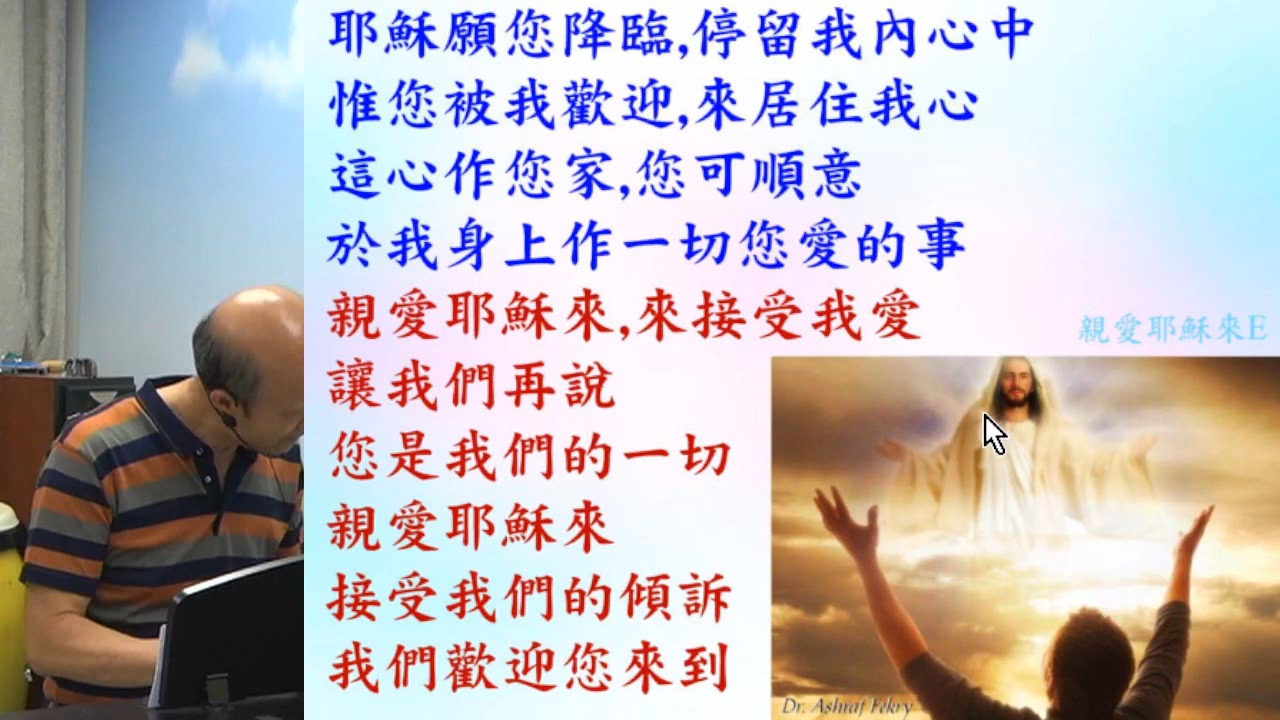 耶穌願您降臨,停留我內心中
惟您被我歡迎,來居住我心
這心作您家,您可順意
於我身上作一切您愛的事
親愛耶穌來,來接受我愛
讓我們再說
您是我們的一切
親愛耶穌來
接受我們的傾訴
我們歡迎您來到
親愛耶穌來E
Dr. Ashraf Fekry